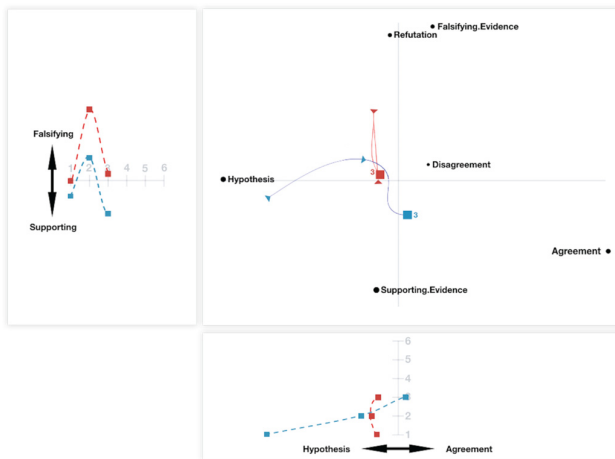 Falsifying
1 2 3 4 5 6
Supporting
Falsifying.Evidence
Refutation
Disagreement
Hypothesis
3
3
Agreement
Supporting.Evidence
6
5
4
3
2
1
Hypothesis
Agreement